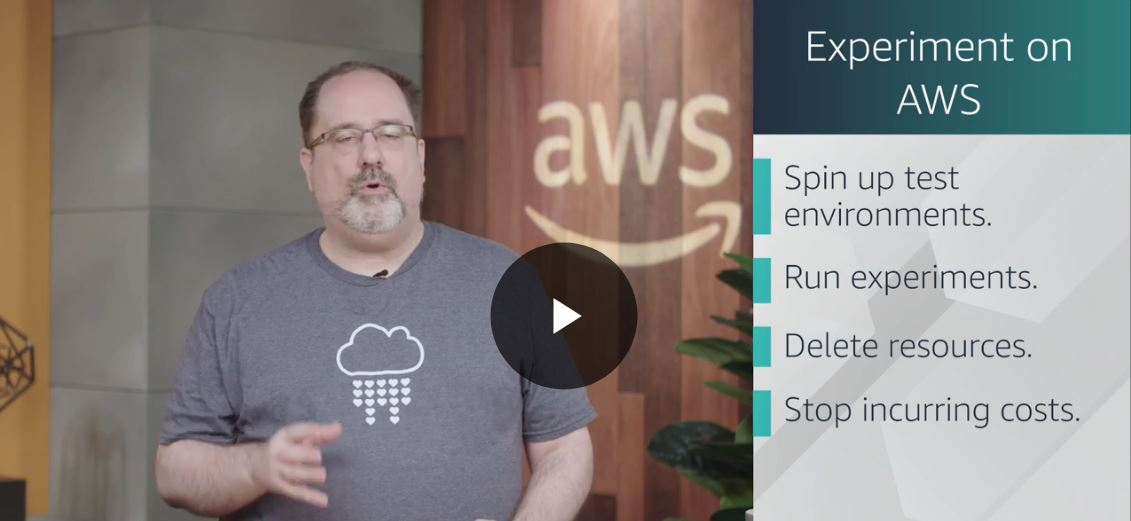 aws
Experiment on
AWS
Spin up test
environments.
Run experiments.
Delete resources.
Stop incurring costs.